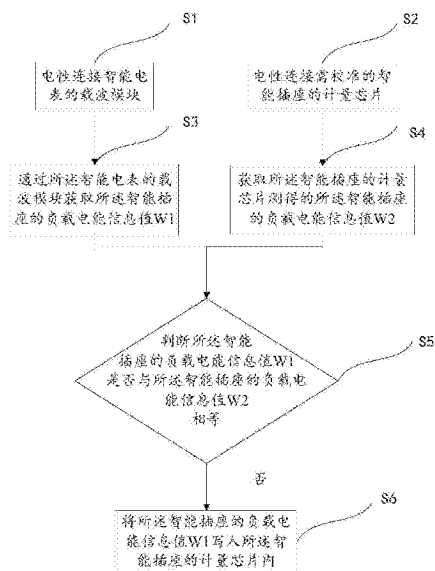 S1
S2
电性连接智能电
表的载波模块
电性连接需校准的智
能插座的计量芯片
S3
S4
通过所述智能电表的载
波模块获取所述智能插
座的负载电能信息值W1
获取所述智能插座的计量
芯片测得的所述智能插座
的负载电能信息值W2
判断所述智能
插座的负载电能信息值W1
是否与所述智能插座的负载电
能信息值W2
相等
S5
否
S6
将所述智能插座的负载电
能信息值W1写入所述智
能插座的计量芯片内